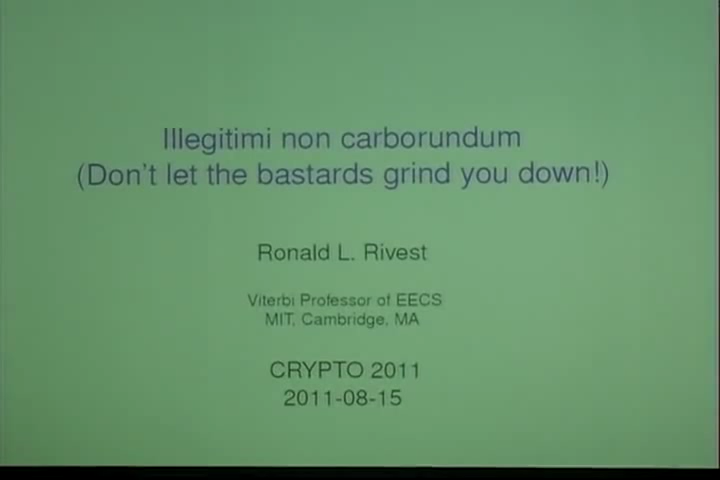 Illegitimi non carborundum
(Don't let the bastards grind you down!)
Ronald L. Rivest
Viterbi Professor of EECS
MIT, Cambridge, MA
CRYPTO 2011
2011-08-15